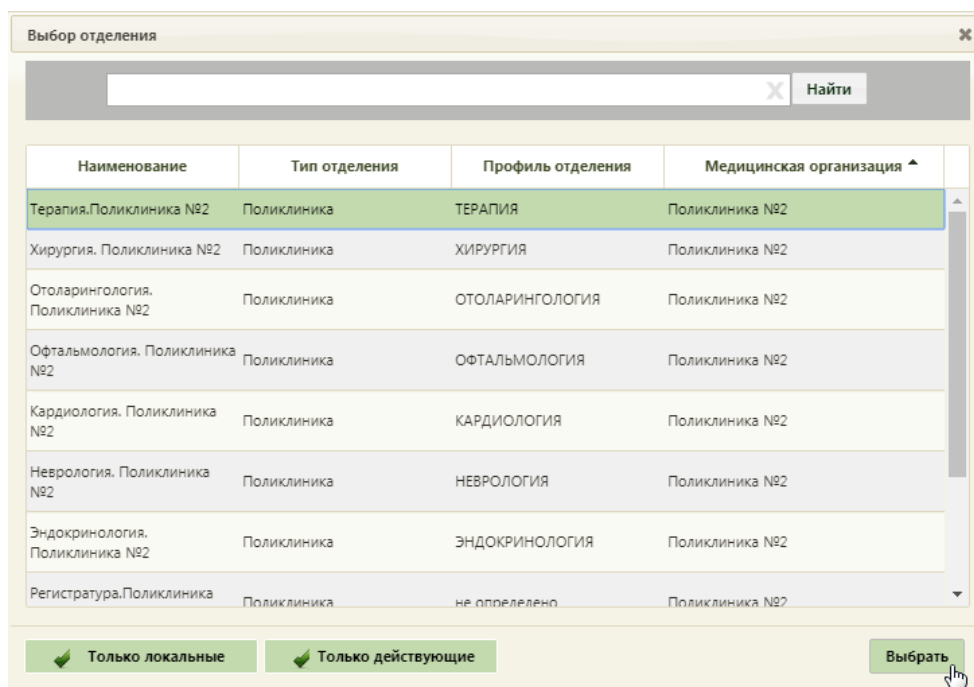 Выбор отделения
Найти
Наименование Тип отделения Профиль отделения Медицинская организация
Терапия.Поликлиника №2 Поликлиника ТЕРАПИЯ Поликлиника №2
Хирургия. Поликлиника №2 Поликлиника ХИРУРГИЯ Поликлиника №2
Отоларингология.
Поликлиника №2 Поликлиника ОТОЛАРИНГОЛОГИЯ Поликлиника №2
Офтальмология. Поликлиника
№2 Поликлиника ОФТАЛЬМОЛОГИЯ Поликлиника №2
Кардиология. Поликлиника
№2 Поликлиника КАРДИОЛОГИЯ Поликлиника №2
Неврология. Поликлиника
№2 Поликлиника НЕВРОЛОГИЯ Поликлиника №2
Эндокринология.
Поликлиника №2 Поликлиника ЭНДОКРИНОЛОГИЯ Поликлиника №2
Регистратура.Поликлиника
Поликлиника не определено Поликлиника №2
Только локальные Только действующие Выбрать